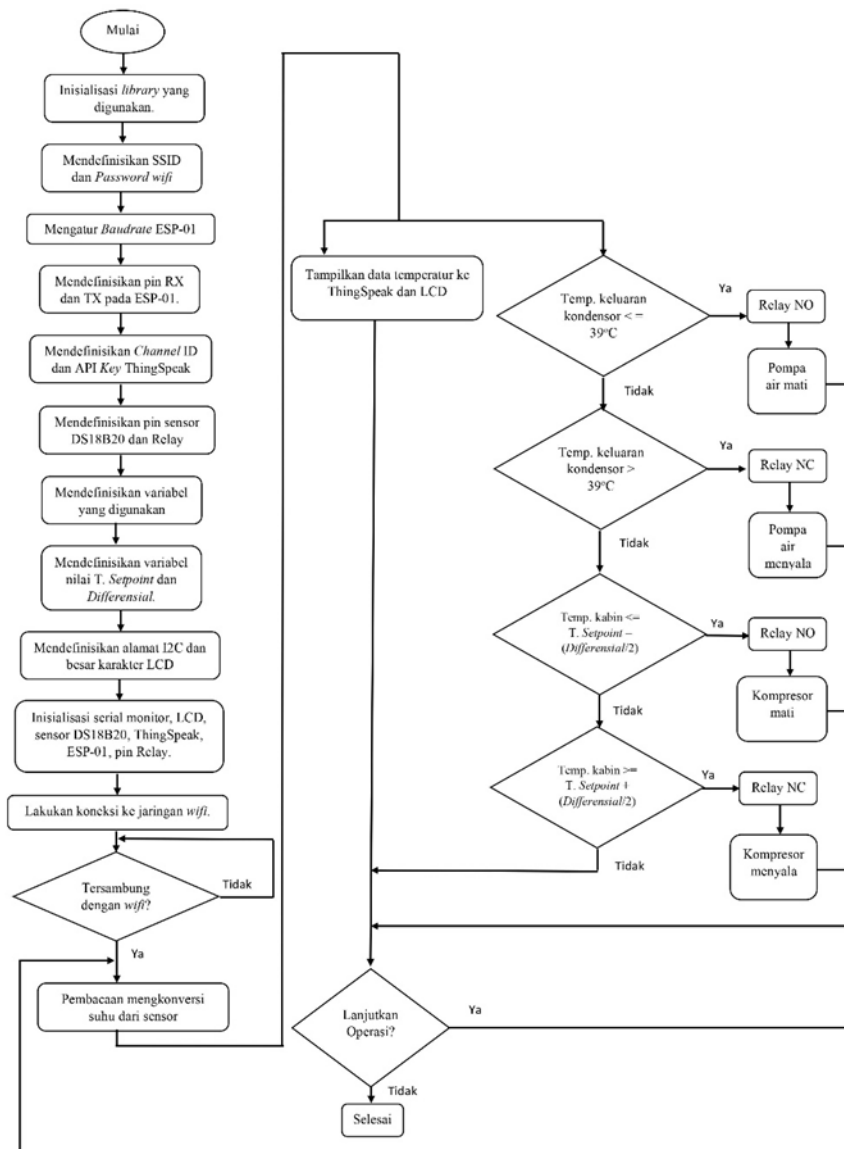 Mulai
Inisialisasi library yang
digunakan.
Mendefinisikan SSID
dan Password wifi
Mengatur Baudrate ESP-01
Mendefinisikan pin RX
dan TX pada ESP-01.
Mendefinisikan Channel ID
dan API Key ThingSpeak
Mendefinisikan pin sensor
DS18B20 dan Relay
Mendefinisikan variabel
yang digunakan
Mendefinisikan variabel
nilai T. Setpoint dan
Differensial.
Mendefinisikan alamat I2C dan
besar karakter LCD
Inisialisasi serial monitor, LCD,
sensor DS18B20, ThingSpeak,
ESP-01, pin Relay.
Lakukan koneksi ke jaringan wifi.
Tersambung
dengan wifi?
Tidak
Ya
Pembacaan mengkonversi
suhu dari sensor
Tampilkan data temperatur ke
ThingSpeak dan LCD
Temp. keluaran
kondensor < =
39°C
Ya
Relay NO
Pompa
air mati
Tidak
Temp. keluaran
kondensor >
39°C
Ya
Relay NC
Pompa
air
menyala
Tidak
Temp. kabin <=
T. Setpoint –
(Differensial/2)
Ya
Relay NO
Kompresor
mati
Tidak
Temp. kabin >=
T. Setpoint +
(Differensial/2)
Ya
Relay NC
Kompresor
menyala
Tidak
Lanjutkan
Operasi?
Ya
Tidak
Selesai